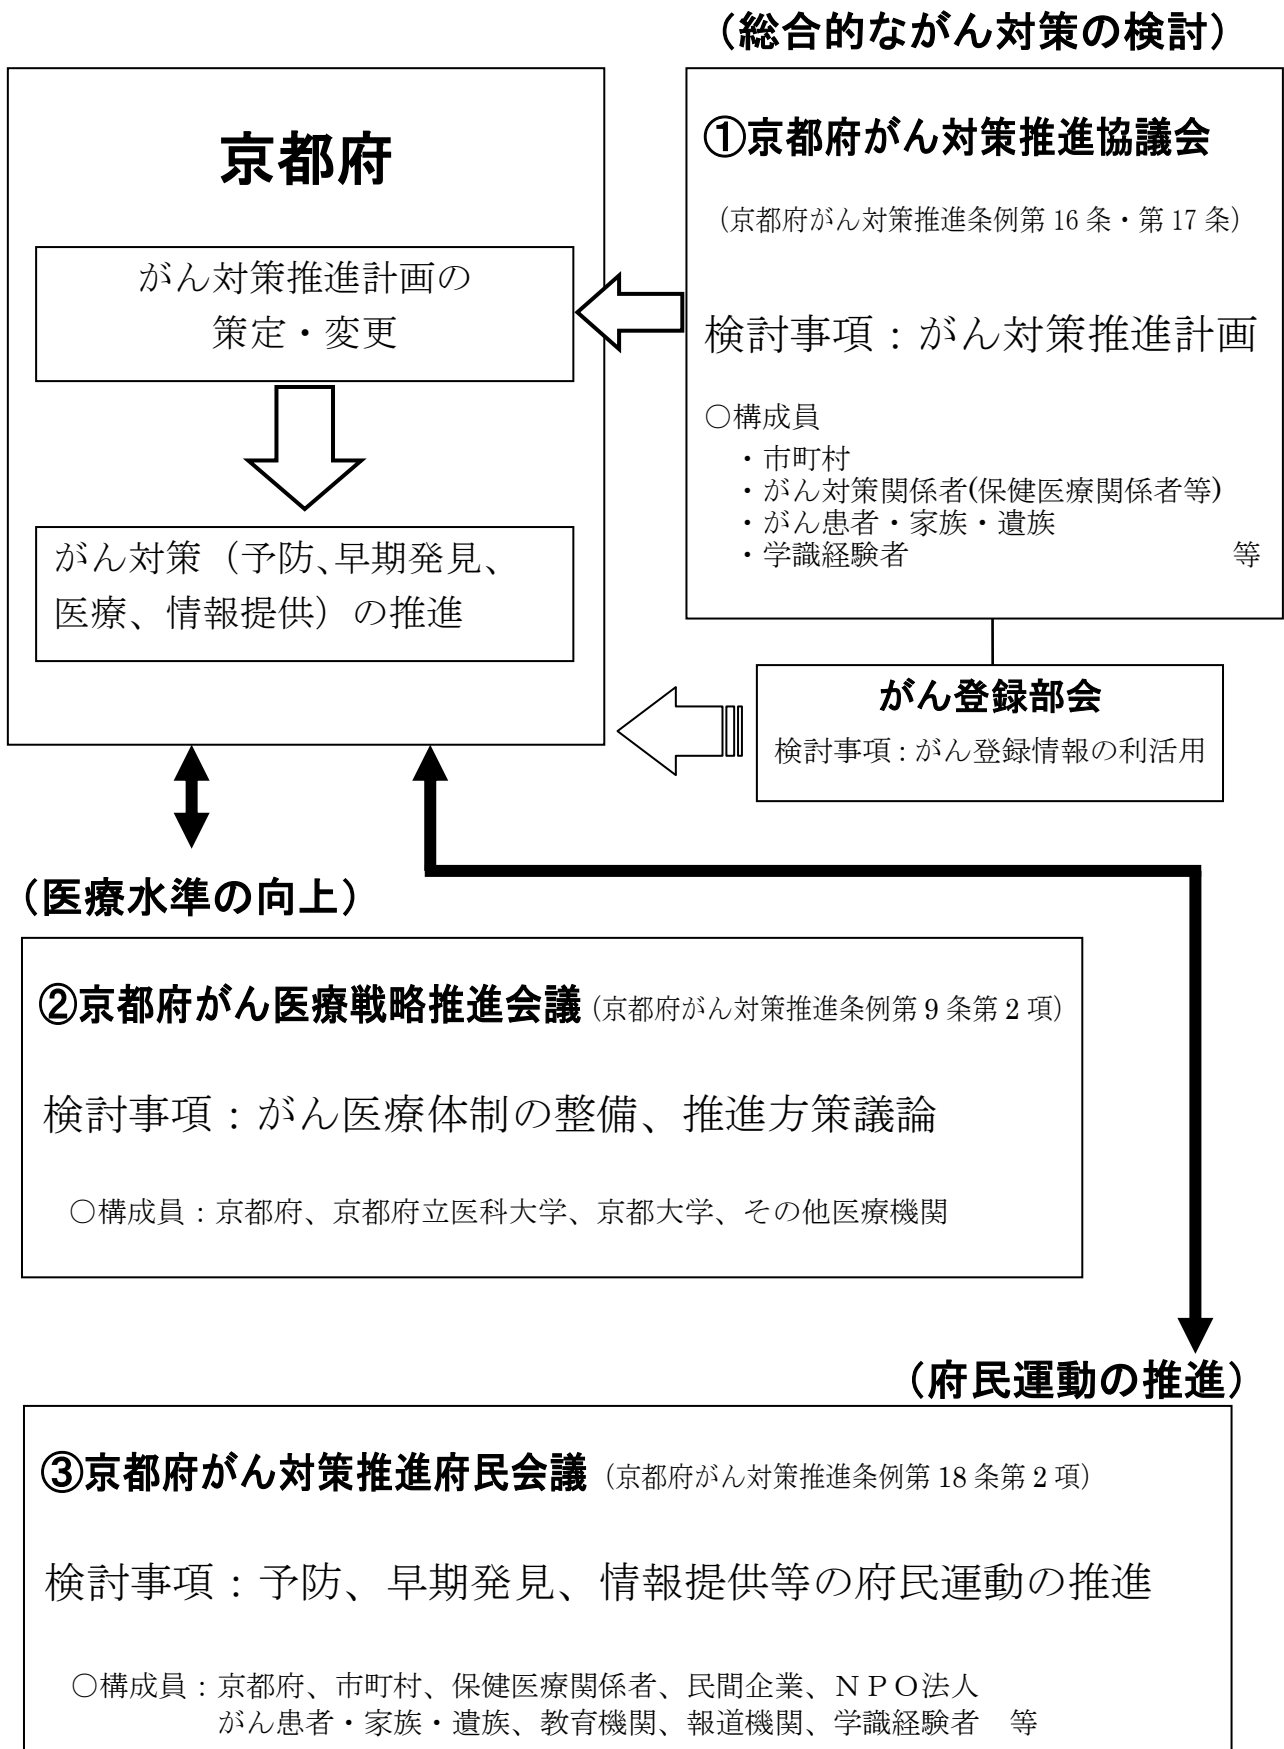 （総合的ながん対策の検討）
京都府
がん対策推進計画の
策定・変更
がん対策（予防、早期発見、
医療、情報提供）の推進
①京都府がん対策推進協議会
（京都府がん対策推進条例第 16 条・第 17 条）
検討事項：がん対策推進計画
○構成員
・市町村
・がん対策関係者(保健医療関係者等)
・がん患者・家族・遺族
・学識経験者　等
がん登録部会
検討事項：がん登録情報の利活用
（医療水準の向上）
②京都府がん医療戦略推進会議（京都府がん対策推進条例第 9 条第 2 項）
検討事項：がん医療体制の整備、推進方策議論
○構成員：京都府、京都府立医科大学、京都大学、その他医療機関
（府民運動の推進）
③京都府がん対策推進府民会議（京都府がん対策推進条例第 18 条第 2 項）
検討事項：予防、早期発見、情報提供等の府民運動の推進
○構成員：京都府、市町村、保健医療関係者、民間企業、ＮＰＯ法人
がん患者・家族・遺族、教育機関、報道機関、学識経験者　等